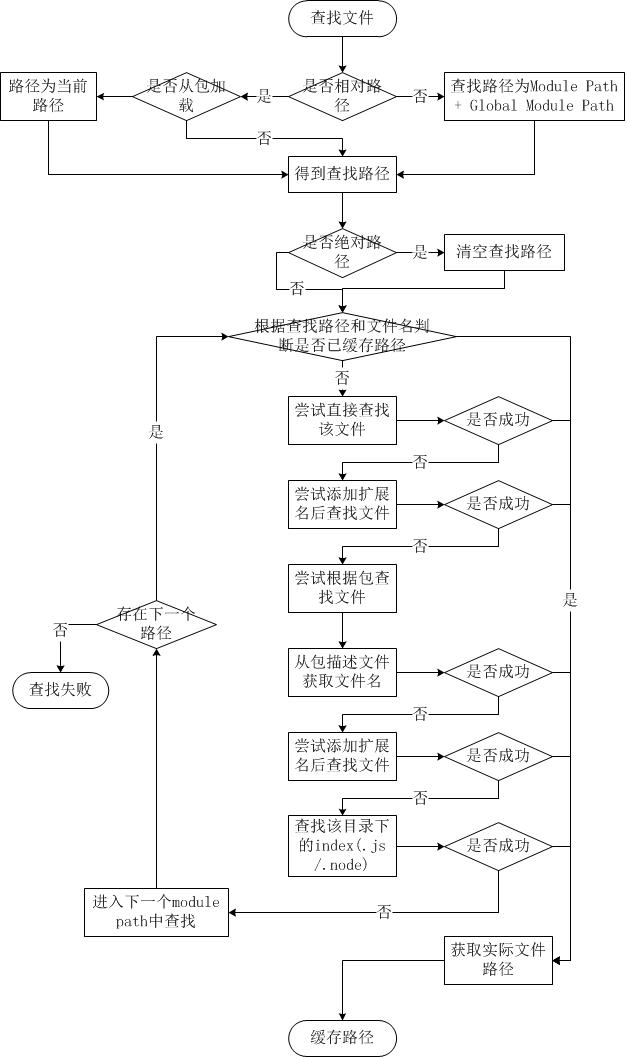 查找文件
路径为当前
路径
是否从包加
载
是
是否相对路
径
否
查找路径为Module Path
+ Global Module Path
否
得到查找路径
是否绝对路
径
是
清空查找路径
否
根据查找路径和文件名判
断是否已缓存路径
否
尝试直接查找
该文件
是否成功
是
否
尝试添加扩展
名后查找文件
是否成功
否
尝试根据包查
找文件
是
存在下一个
路径
否
从包描述文件
获取文件名
是否成功
查找失败
否
尝试添加扩展
名后查找文件
是否成功
否
查找该目录下
的index(.js
/.node)
是否成功
进入下一个module
path中查找
否
获取实际文件
路径
缓存路径